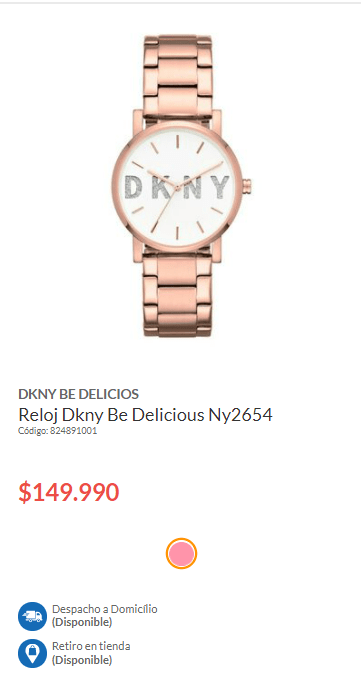 DKNY
DKNY BE DELICIOS
Reloj Dkny Be Delicious Ny2654
Código: 824891001
$149.990
Despacho a Domicílio
(Disponible)
Retiro en tienda
(Disponible)